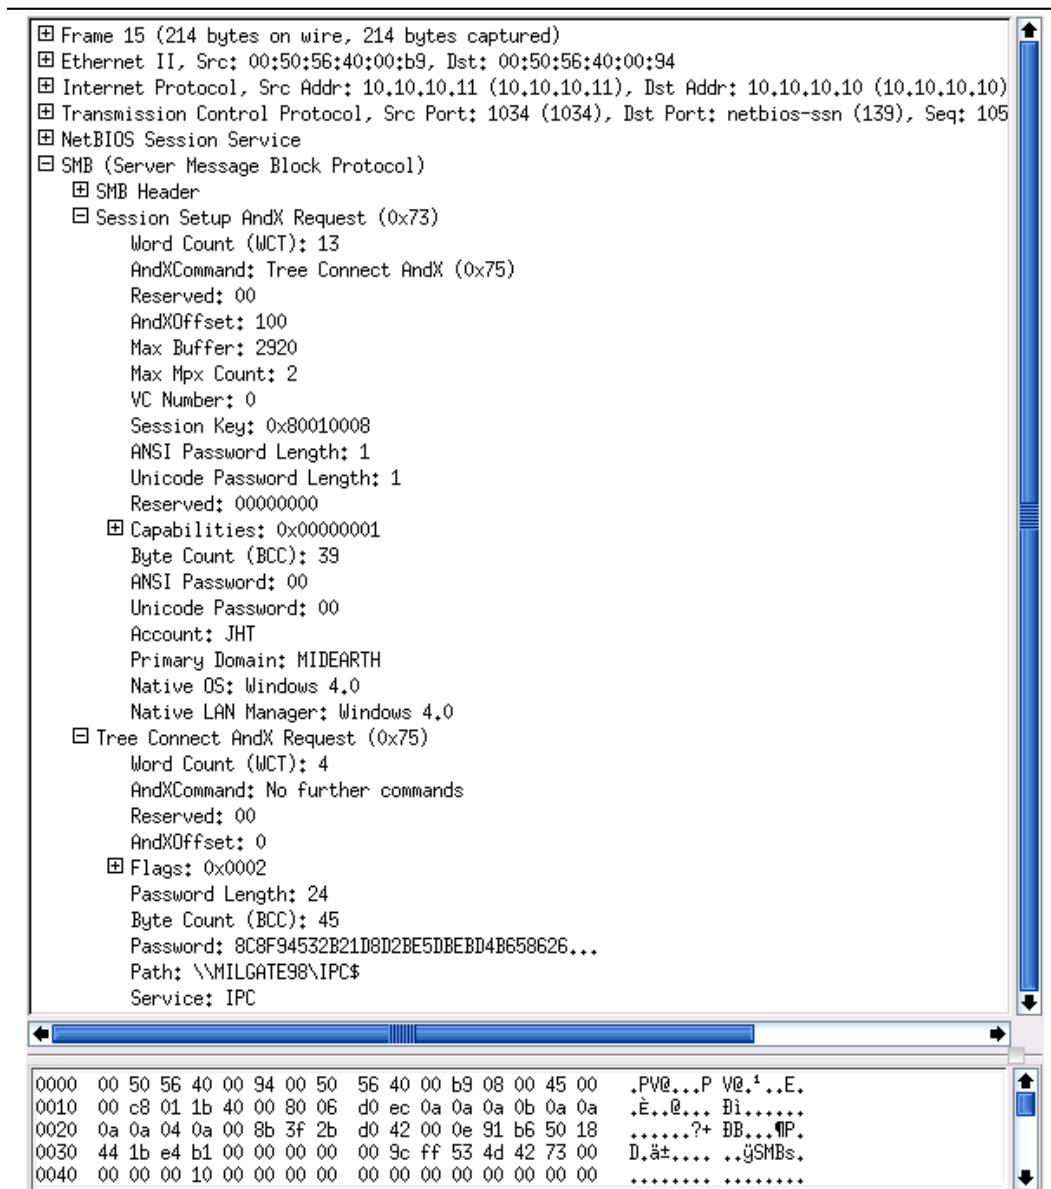 Frame 15 (214 bytes on wire, 214 bytes captured)
Ethernet II, Src: 00:50:56:40:00:b9, Dst: 00:50:56:40:00:94
Internet Protocol, Src Addr: 10.10.10.11 (10.10.10.11), Dst Addr: 10.10.10.10 (10.10.10.10)
Transmission Control Protocol, Src Port: 1034 (1034), Dst Port: netbios-ssn (139), Seq: 105
NetBIOS Session Service
SMB (Server Message Block Protocol)
SMB Header
Session Setup AndX Request (0x73)
Word Count (WCT): 13
AndXCommand: Tree Connect AndX (0x75)
Reserved: 00
AndXOffset: 100
Max Buffer: 2920
Max Mpx Count: 2
VC Number: 0
Session Key: 0x80010008
ANSI Password Length: 1
Unicode Password Length: 1
Reserved: 00000000
Capabilities: 0x00000001
Byte Count (BCC): 39
ANSI Password: 00
Unicode Password: 00
Account: JHT
Primary Domain: MIDEARTH
Native OS: Windows 4.0
Native LAN Manager: Windows 4.0
Tree Connect AndX Request (0x75)
Word Count (WCT): 4
AndXCommand: No further commands
Reserved: 00
AndXOffset: 0
Flags: 0x0002
Password Length: 24
Byte Count (BCC): 45
Password: 8C8F94532B21D8D2BE5DBEBD4B658626...
Path: \\MILGATE98\IPC$
Service: IPC
0000 00 50 56 40 00 94 00 50 56 40 00 b9 08 00 45 00 .PV@...P V@.¹..E.
0010 00 c8 01 1b 40 00 80 06 d0 ec 0a 0a 0a 0b 0a 0a .È..@... Ðì......
0020 0a 0a 04 0a 00 8b 3f 2b d0 42 00 0e 91 b6 50 18 ......?+ ÐB...¶P.
0030 44 1b e4 b1 00 00 00 00 00 9c ff 53 4d 42 73 00 D.ä±.... ..ÿSMBs.
0040 00 00 00 10 00 00 00 00 00 00 00 00 00 00 00 00 ........ ........